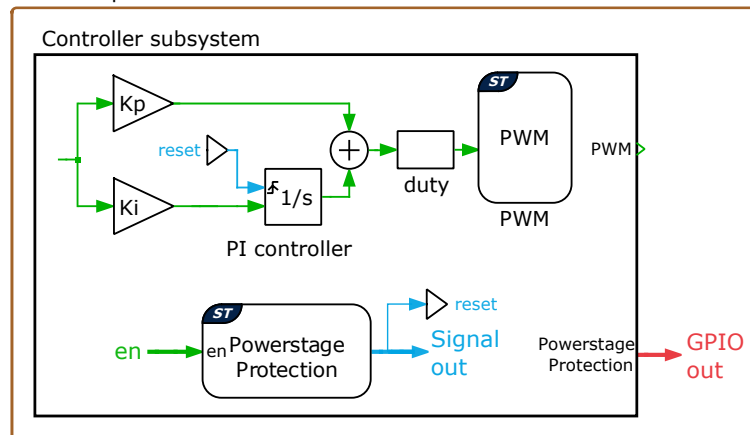 Controller subsystem
Kp
ST
reset
PWM
PWM
1/s
duty
Ki
PWM
PI controller
ST
reset
en
en
Powerstage
Protection
Signal
out
Powerstage
Protection
GPIO
out